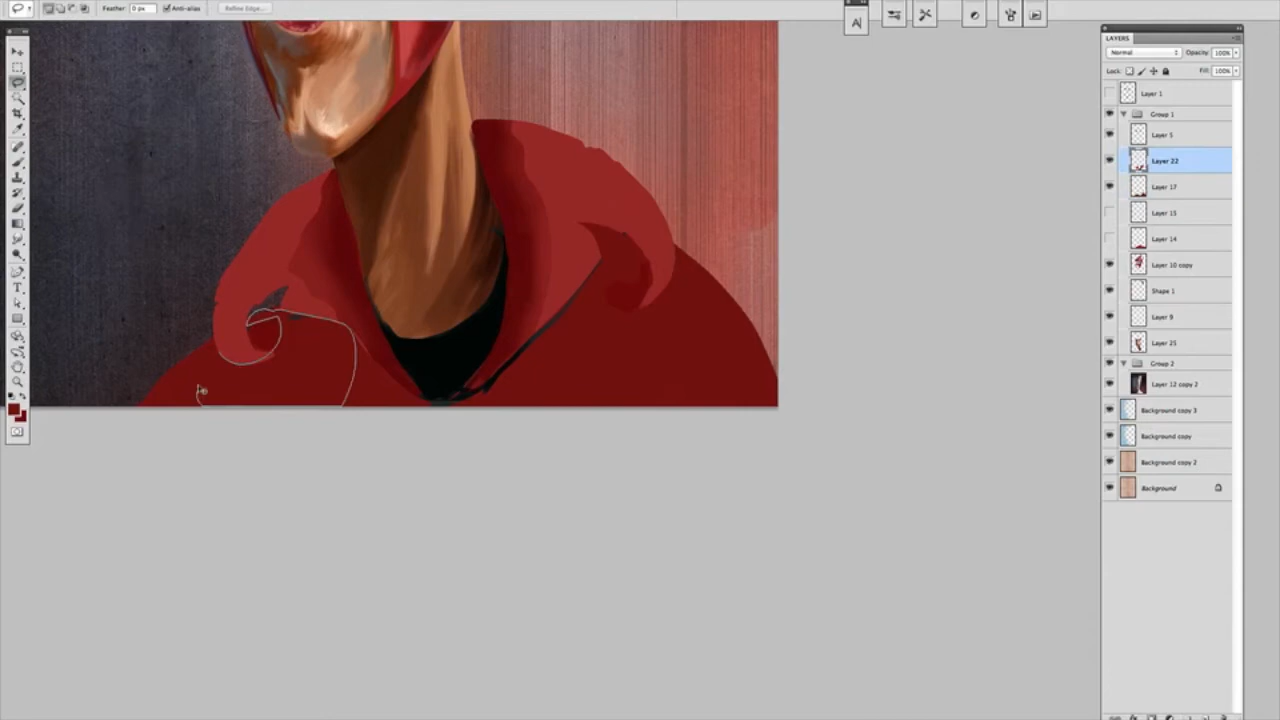 Feather: 0 px Anti-alias Refine Edge...
A
LAYERS
Normal Opacity: 100%
Lock: Fill: 100%
Layer 1
Group 1
Layer 5
Layer 22
Layer 17
Layer 15
Layer 14
Layer 10 copy
Shape 1
Layer 9
Layer 25
Group 2
Layer 12 copy 2
Background copy 3
Background copy
Background copy 2
Background
T